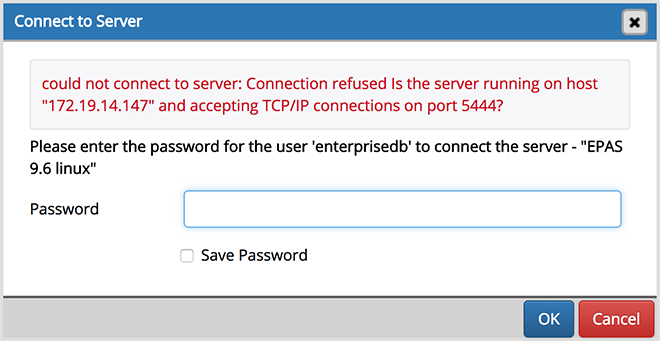 Connect to Server
could not connect to server: Connection refused Is the server running on host
"172.19.14.147" and accepting TCP/IP connections on port 5444?
Please enter the password for the user 'enterprisedb' to connect the server - "EPAS
9.6 linux"
Password
Save Password
OK
Cancel